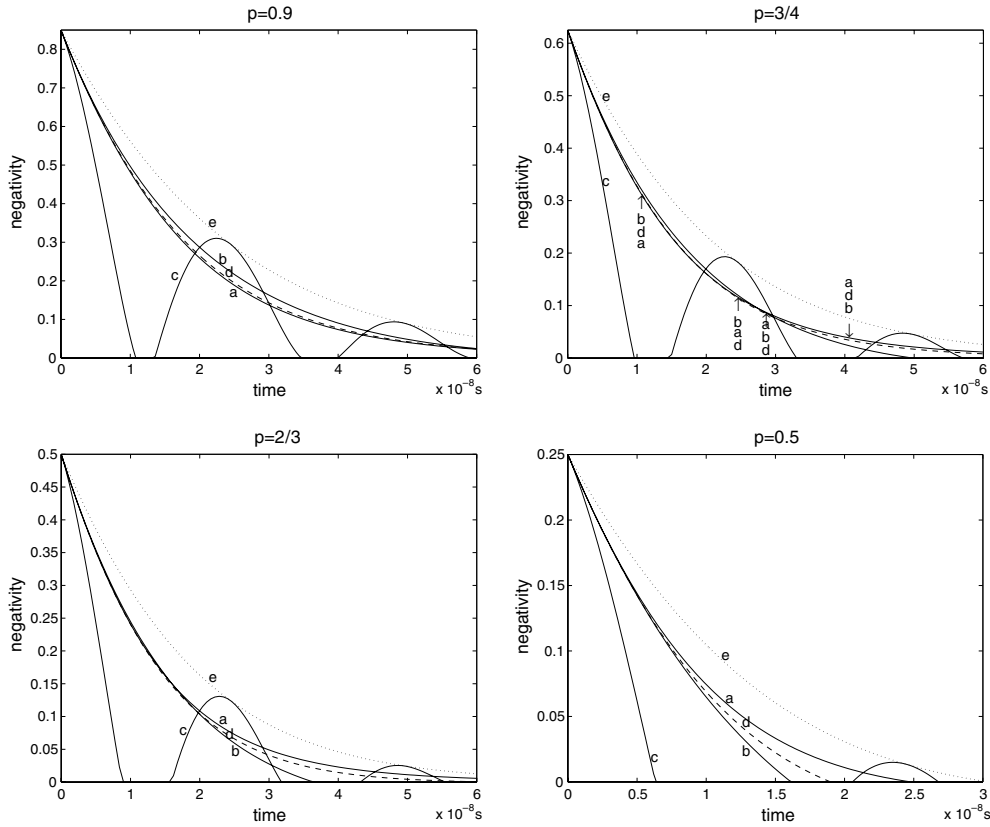 p=0.9
negativity
0.8
0.7
0.6
0.5
0.4
0.3
0.2
0.1
0
e
b
d
c
a
0 1 2 3 4 5 6
time
x 10⁻⁸s
p=3/4
negativity
0.6
0.5
0.4
0.3
0.2
0.1
0
e
c
b
d
a
b
a
d
a
b
d
a
d
b
0 1 2 3 4 5 6
time
x 10⁻⁸s
p=2/3
negativity
0.5
0.45
0.4
0.35
0.3
0.25
0.2
0.15
0.1
0.05
0
e
a
c
d
b
0 1 2 3 4 5 6
time
x 10⁻⁸s
p=0.5
negativity
0.25
0.2
0.15
0.1
0.05
0
e
a
d
b
c
0 0.5 1 1.5 2 2.5 3
time
x 10⁻⁸s